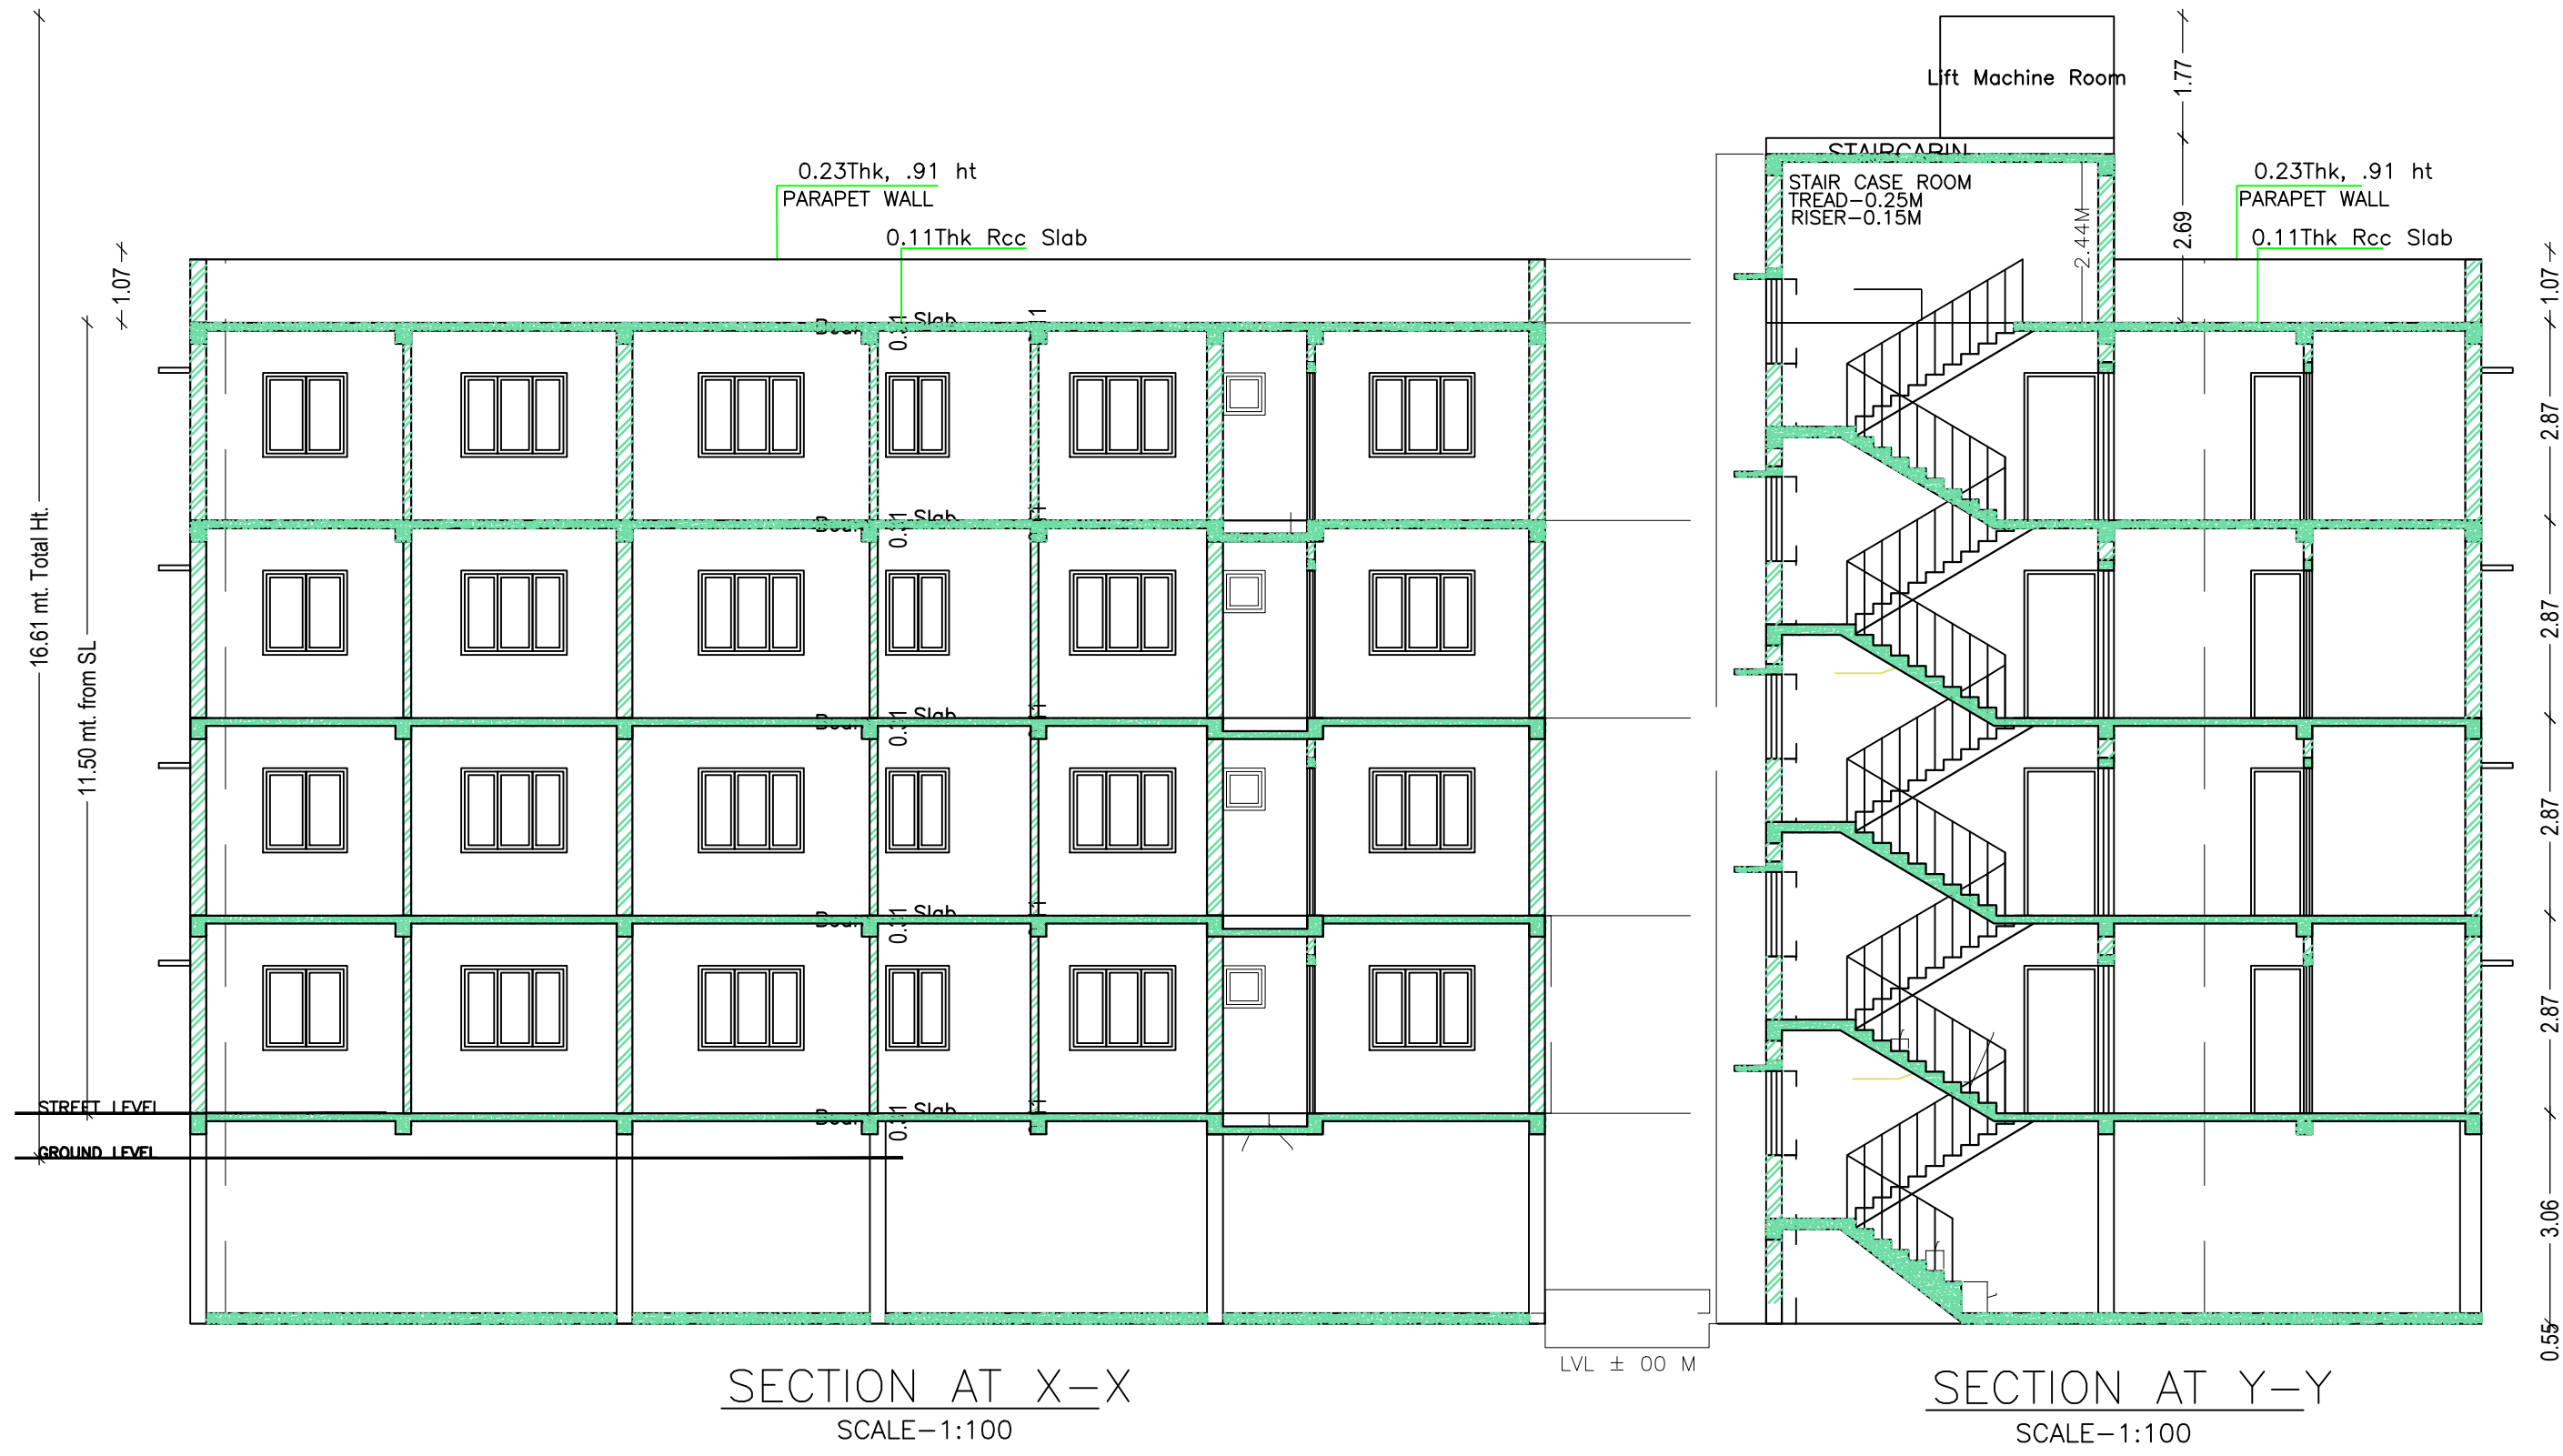 Lift Machine Room
1.77
STAIRCABIN
0.23Thk, .91 ht
PARAPET WALL
0.11Thk Rcc Slab
STAIR CASE ROOM
TREAD-0.25M
RISER-0.15M
2.44M
2.69
0.23Thk, .91 ht
PARAPET WALL
0.11Thk Rcc Slab
1.07
1.07
Slab
2.87
16.61 mt. Total Ht.
11.50 mt. from SL
Slab
2.87
Slab
2.87
Slab
2.87
STREET LEVEL
Slab
GROUND LEVEL
3.06
0.55
LVL ± 00 M
SECTION AT X-X
SCALE-1:100
SECTION AT Y-Y
SCALE-1:100